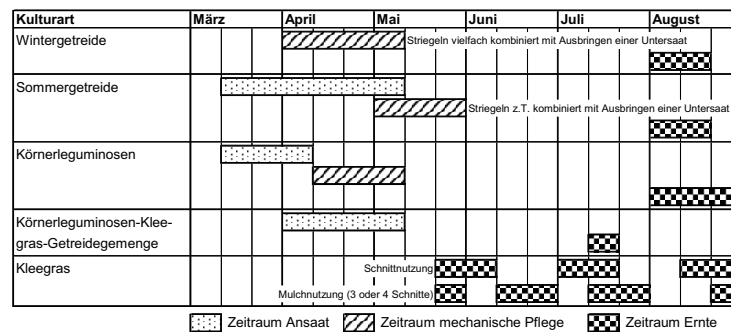 Kulturart März April Mai Juni Juli August
Wintergetreide
Striegeln vielfach kombiniert mit Ausbringen einer Untersaat
Sommergetreide
Striegeln z.T. kombiniert mit Ausbringen einer Untersaat
Körnerleguminosen
Körnerleguminosen-Klee-
gras-Getreidegemenge
Kleegras
Schnittnutzung
Mulchnutzung (3 oder 4 Schnitte)
Zeitraum Ansaat Zeitraum mechanische Pflege Zeitraum Ernte